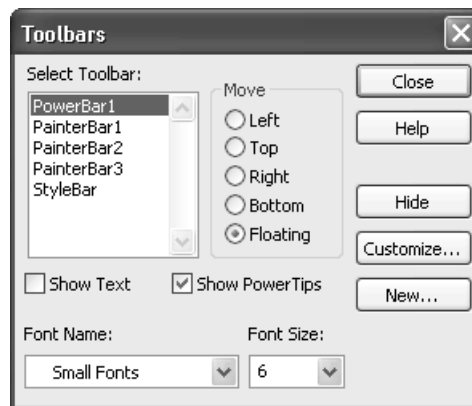 Toolbars
Select Toolbar:
PowerBar1
PainterBar1
PainterBar2
PainterBar3
StyleBar
Move
Left
Top
Right
Bottom
Floating
Close
Help
Hide
Customize...
New...
Show Text
Show PowerTips
Font Name:
Font Size:
Small Fonts
6